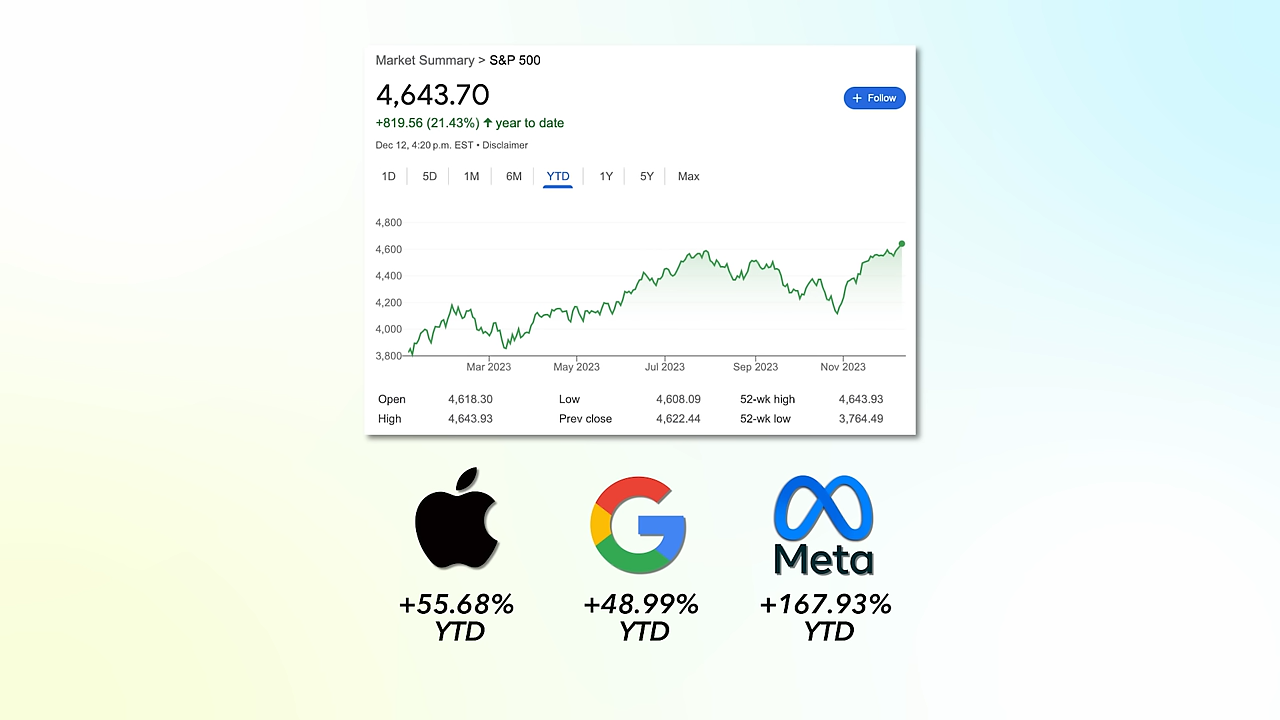 Market Summary > S&P 500
4,643.70
+ Follow
+819.56 (21.43%) ↑ year to date
Dec 12, 4:20 p.m. EST • Disclaimer
1D 5D 1M 6M YTD 1Y 5Y Max
4,800
4,600
4,400
4,200
4,000
3,800
Mar 2023 May 2023 Jul 2023 Sep 2023 Nov 2023
Open 4,618.30 Low 4,608.09 52-wk high 4,643.93
High 4,643.93 Prev close 4,622.44 52-wk low 3,764.49
Meta
+55.68% +48.99% +167.93%
YTD YTD YTD